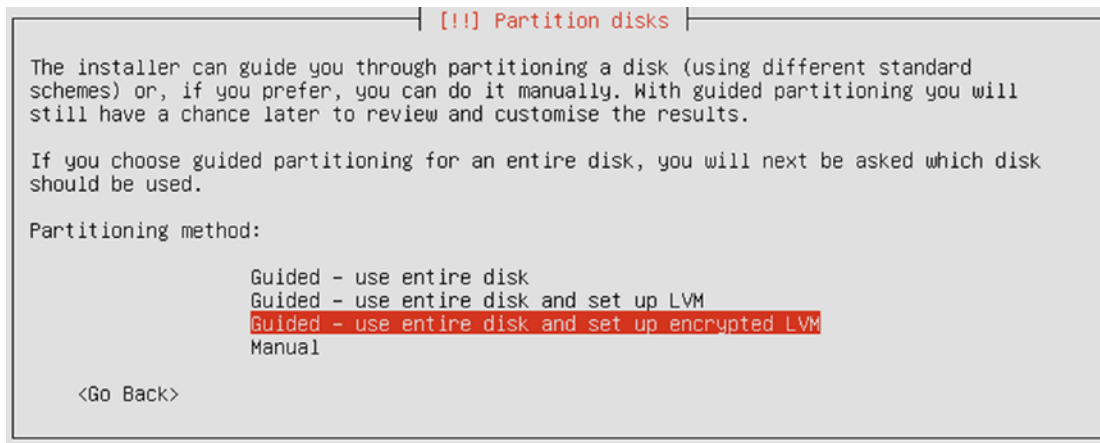 [!!] Partition disks
The installer can guide you through partitioning a disk (using different standard
schemes) or, if you prefer, you can do it manually. With guided partitioning you will
still have a chance later to review and customise the results.
If you choose guided partitioning for an entire disk, you will next be asked which disk
should be used.
Partitioning method:
Guided – use entire disk
Guided – use entire disk and set up LVM
Guided – use entire disk and set up encrypted LVM
Manual
<Go Back>